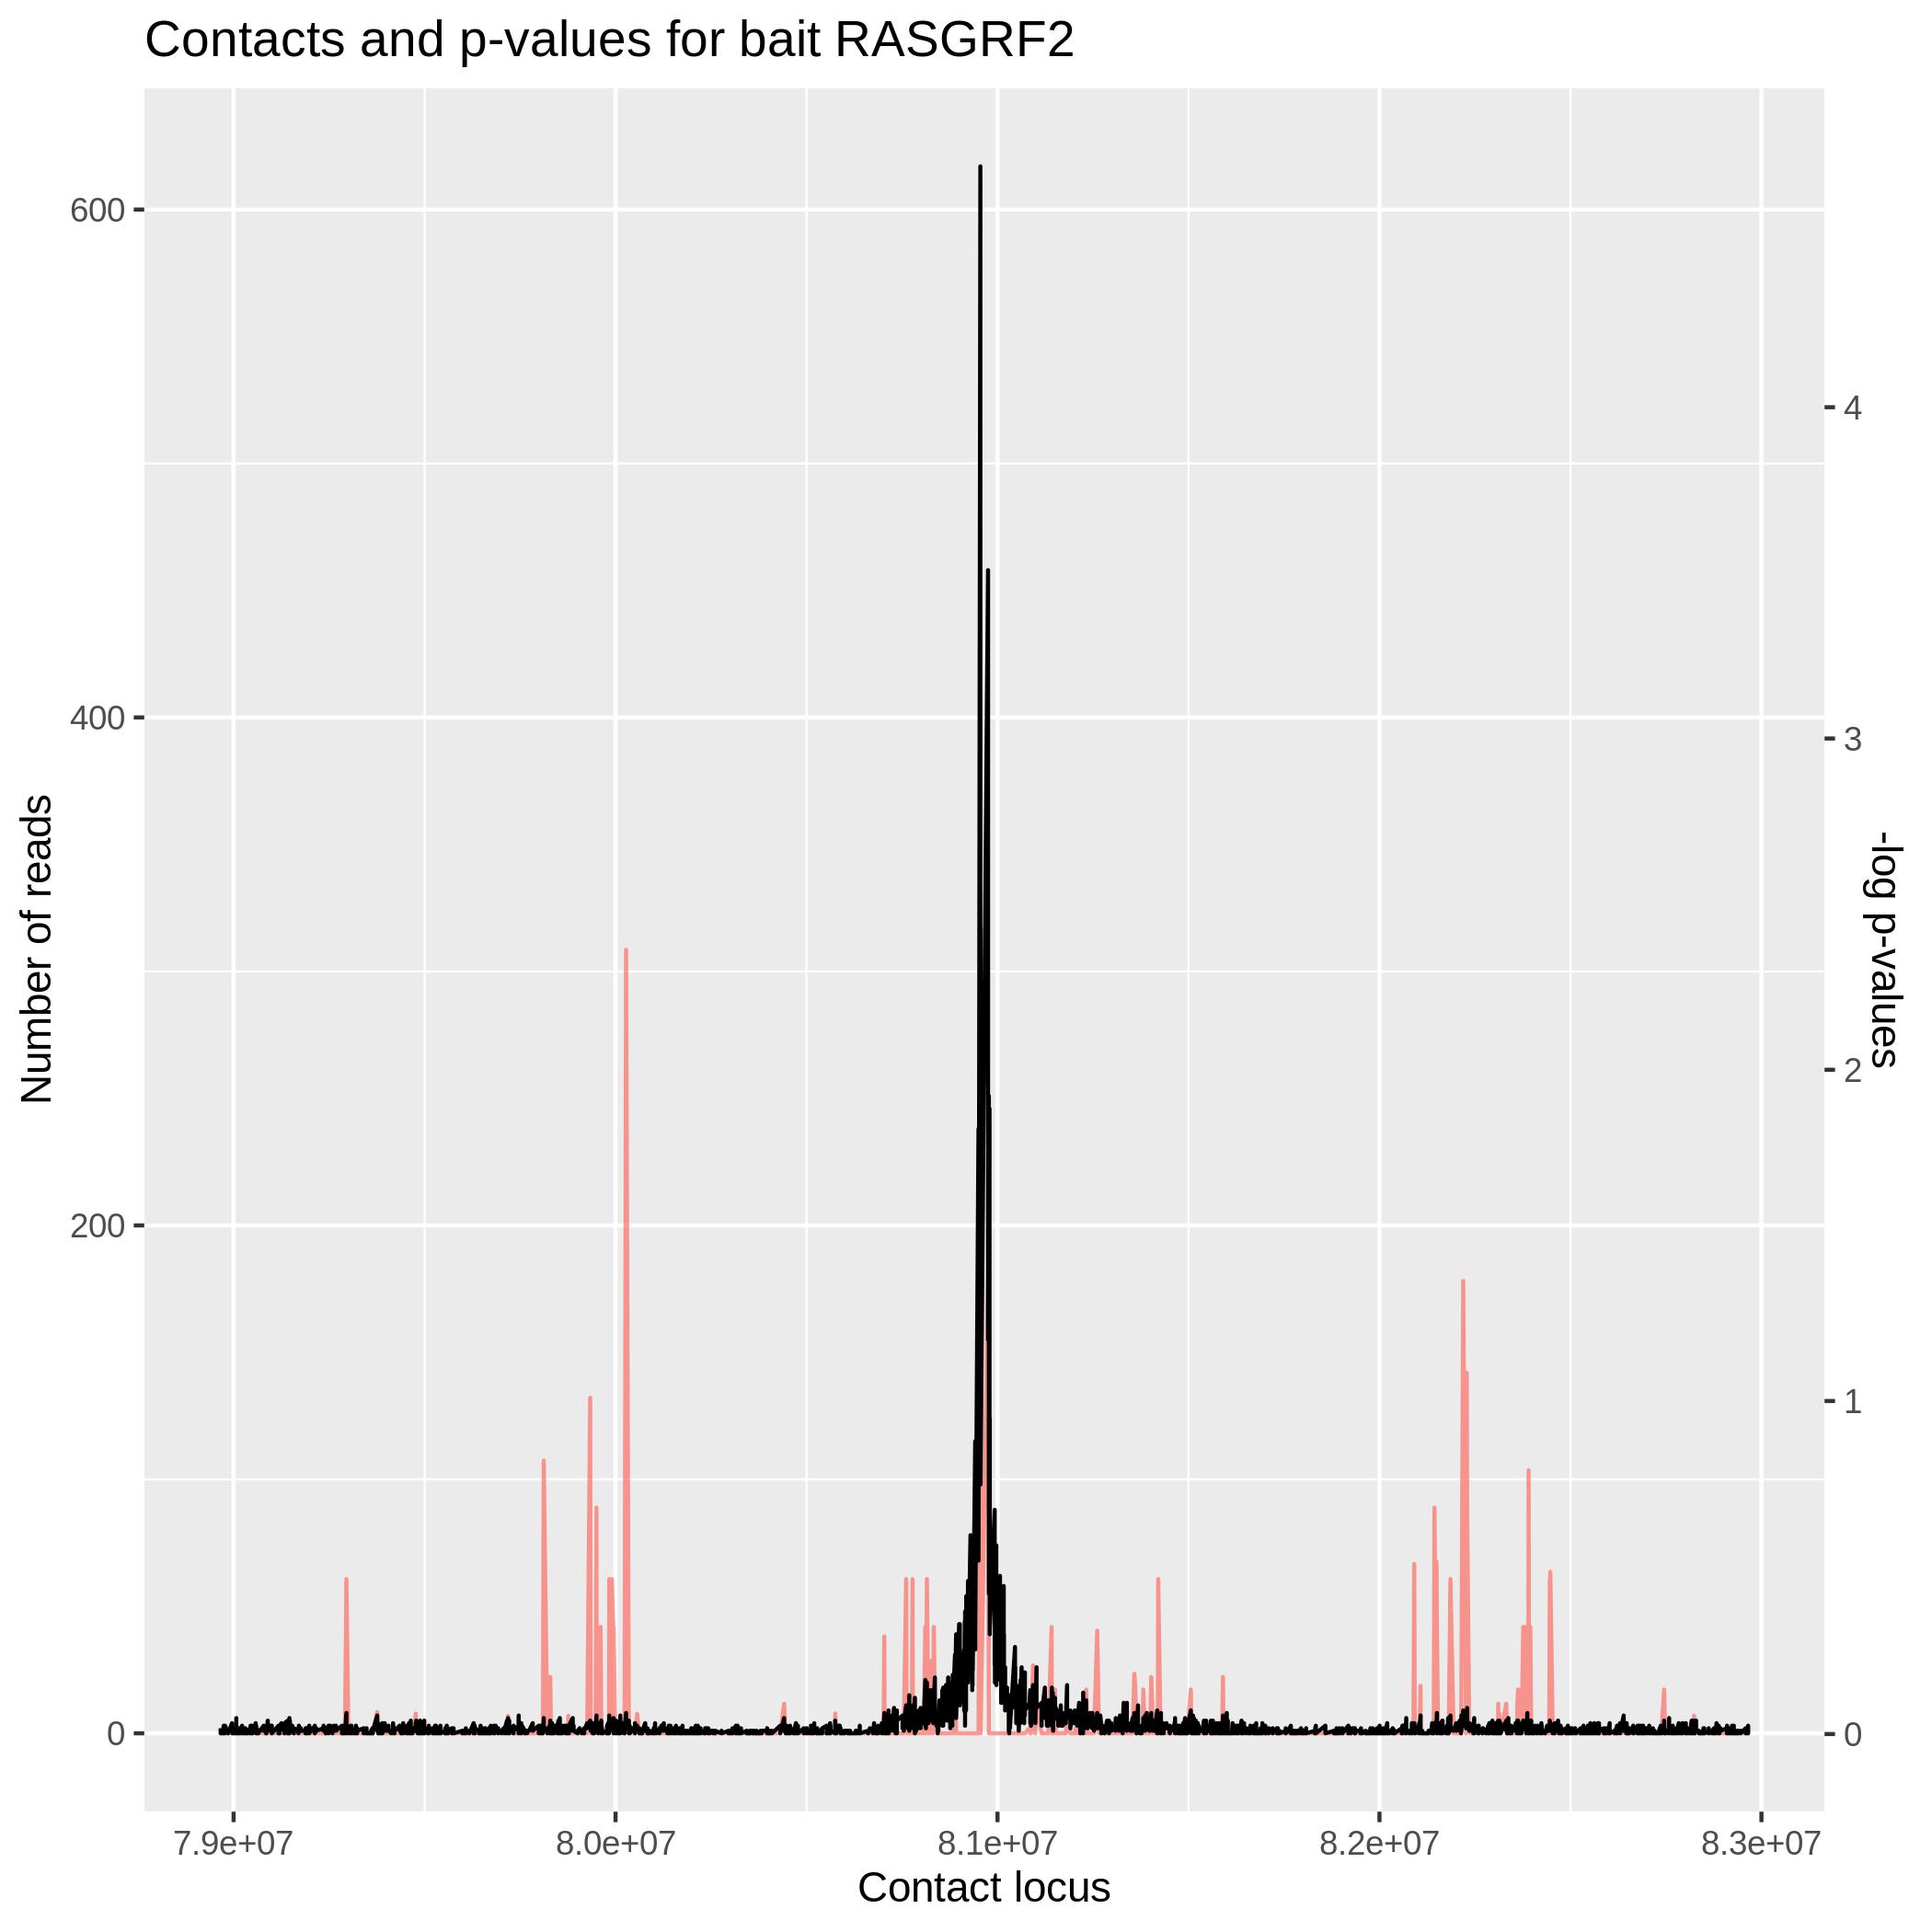 Contacts and p-values for bait RASGRF2
600
400
200
0
Number of reads
4
3
2
1
0
-log p-values
7.9e+07
8.0e+07
8.1e+07
8.2e+07
8.3e+07
Contact locus